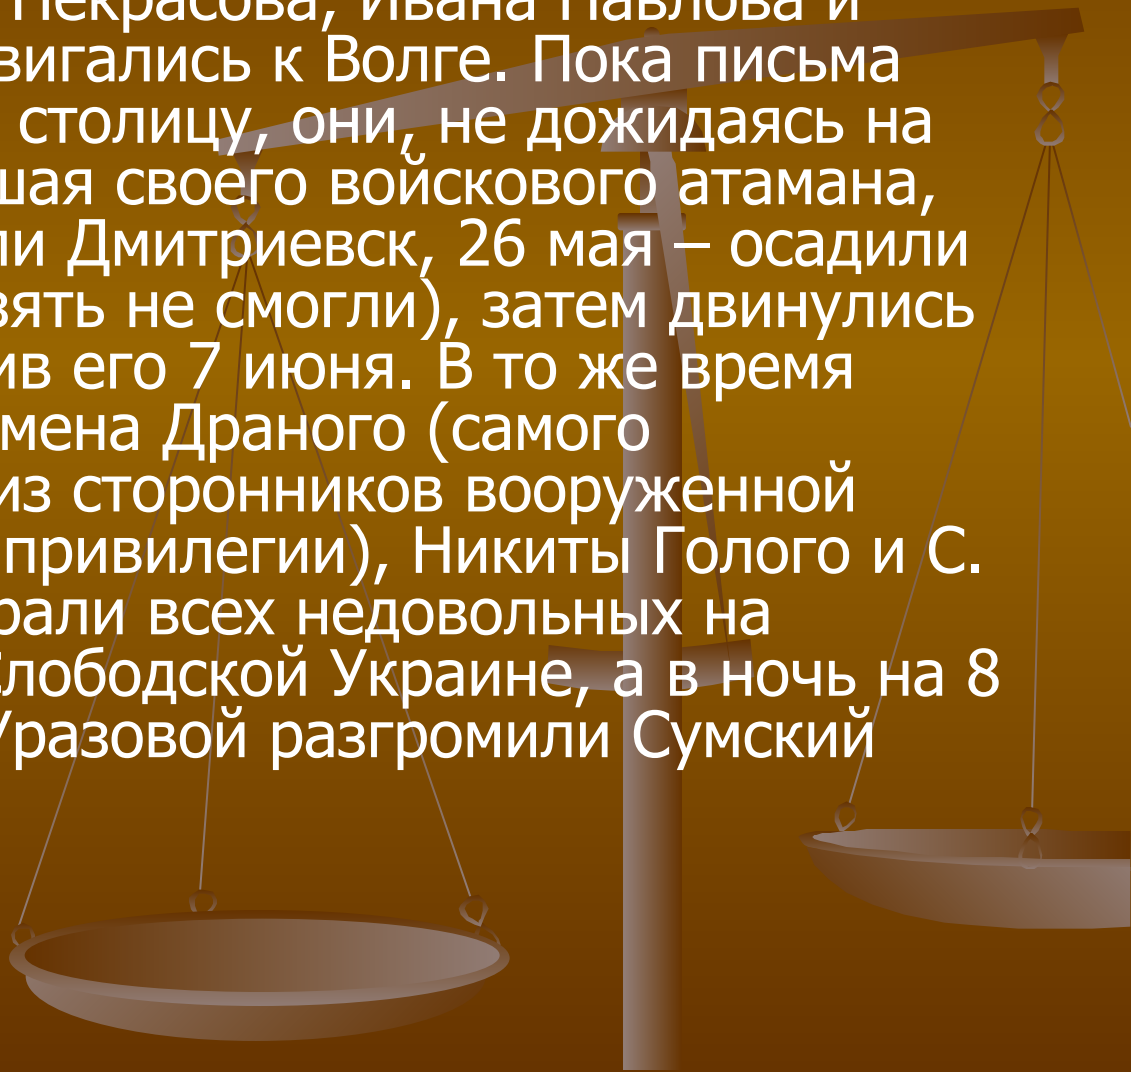 Некрасова, Ивана Павлова и
вигались к Волге. Пока письма
столицу, они, не дожидаясь на
шая своего войскового атамана,
ли Дмитриевск, 26 мая – осадили
зять не смогли), затем двинулись
ив его 7 июня. В то же время
мена Драного (самого
из сторонников вооруженной
привилегии), Никиты Голого и С.
рали всех недовольных на
Слободской Украине, а в ночь на 8
Уразовой разгромили Сумский